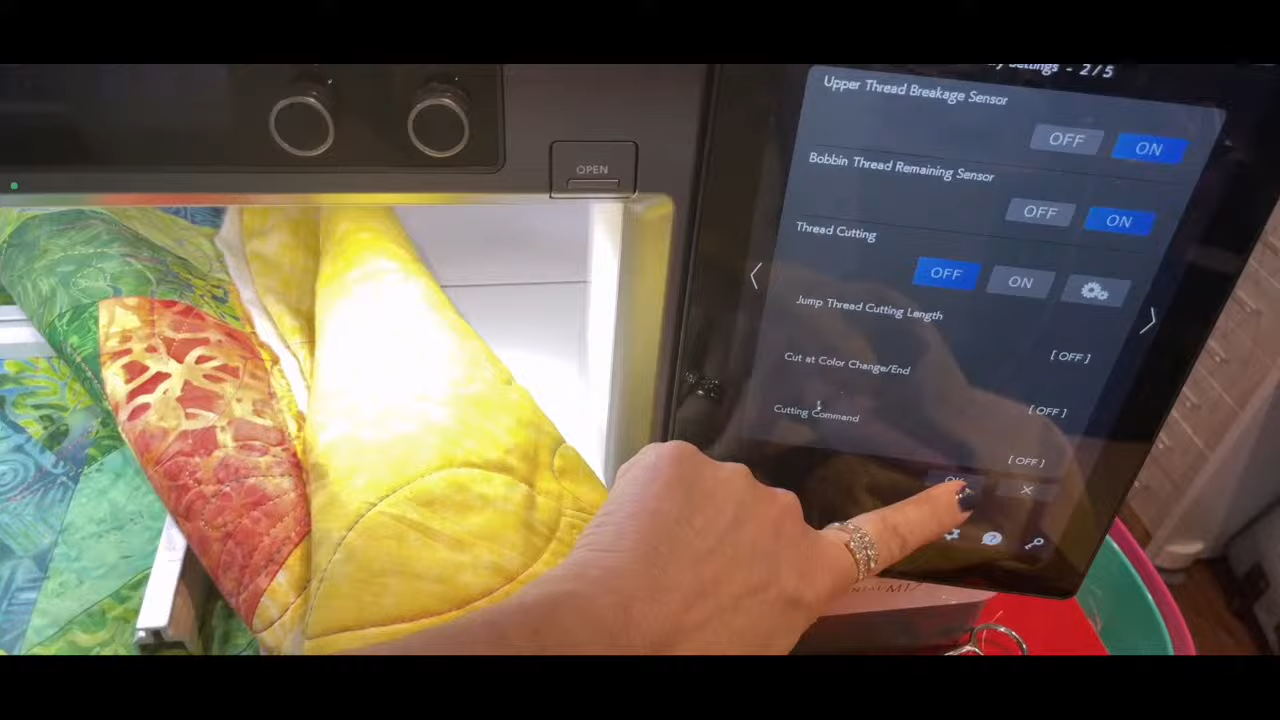 Settings - 2/5
Upper Thread Breakage Sensor
OFF ON
OPEN
Bobbin Thread Remaining Sensor
OFF ON
Thread Cutting
OFF ON
Jump Thread Cutting Length
[ OFF ]
Cut at Color Change/End
[ OFF ]
Cutting Command
[ OFF ]